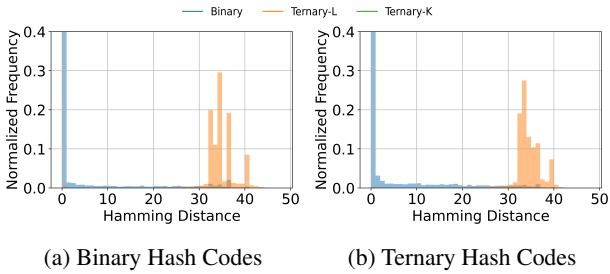 Binary Ternary-L Ternary-K
Normalized Frequency
0.4
0.3
0.2
0.1
0.0
0 10 20 30 40 50
Hamming Distance
(a) Binary Hash Codes
Normalized Frequency
0.4
0.3
0.2
0.1
0.0
0 10 20 30 40 50
Hamming Distance
(b) Ternary Hash Codes